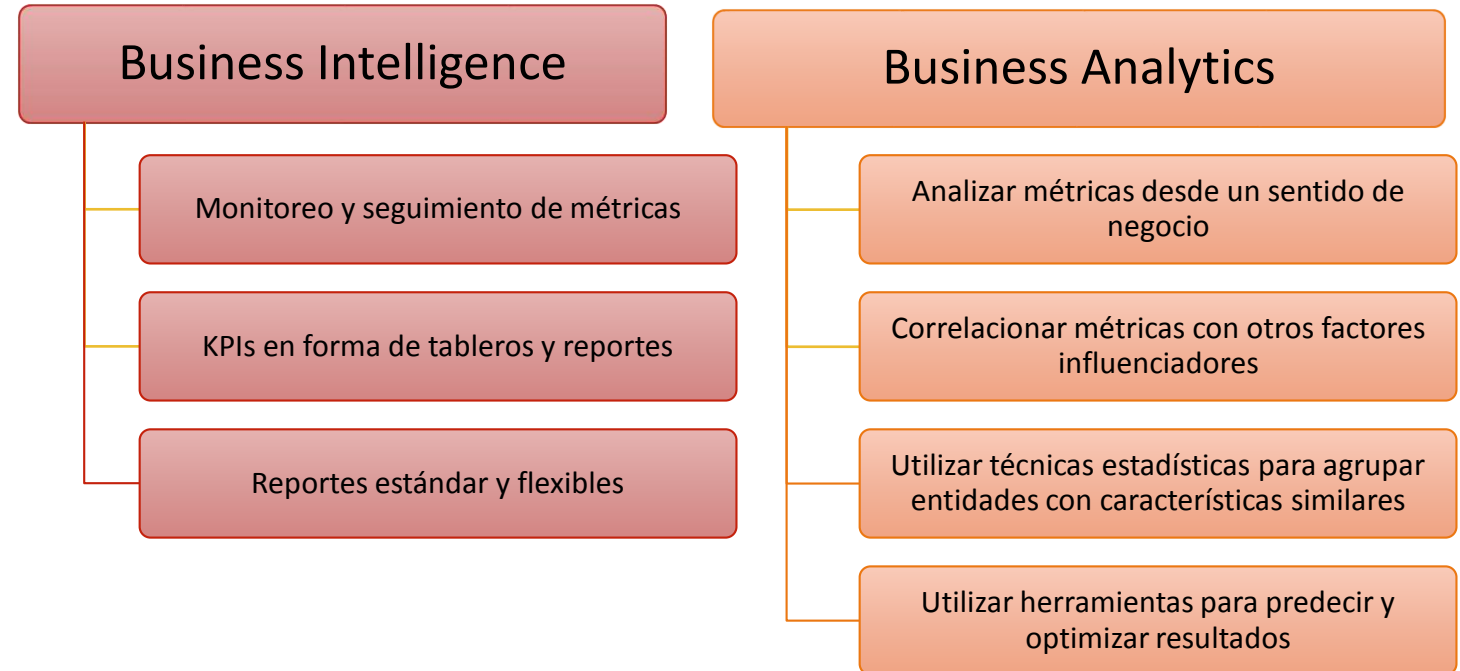 Business Intelligence
Monitoreo y seguimiento de métricas
KPIs en forma de tableros y reportes
Reportes estándar y flexibles
Business Analytics
Analizar métricas desde un sentido de
negocio
Correlacionar métricas con otros factores
influenciadores
Utilizar técnicas estadísticas para agrupar
entidades con características similares
Utilizar herramientas para predecir y
optimizar resultados